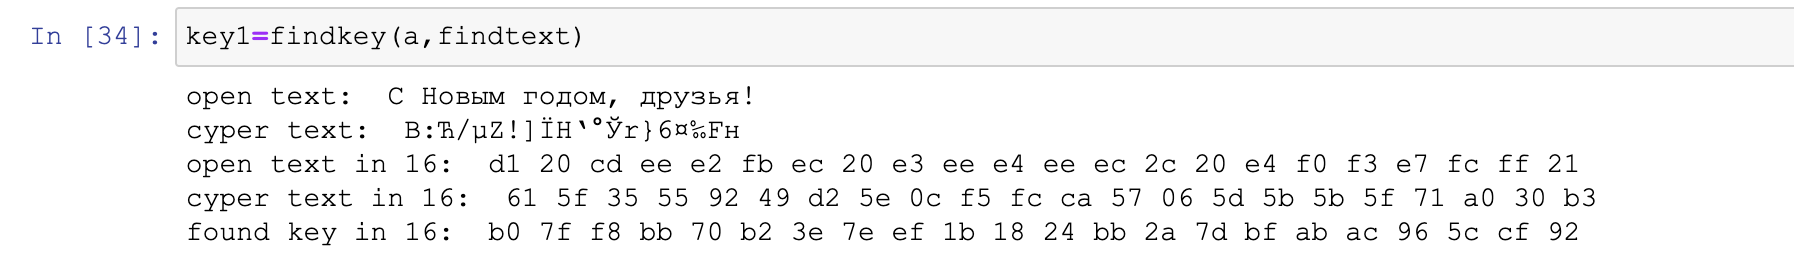 In [34]: key1=findkey(a,findtext)
open text:  С Новым годом, друзья!
cyper text:  B:Ћ/µZ!]ЇH‛°Ўr}6¤‰Fн
open text in 16:  d1 20 cd ee e2 fb ec 20 e3 ee e4 ee ec 2c 20 e4 f0 f3 e7 fc ff 21
cyper text in 16:  61 5f 35 55 92 49 d2 5e 0c f5 fc ca 57 06 5d 5b 5b 5f 71 a0 30 b3
found key in 16:  b0 7f f8 bb 70 b2 3e 7e ef 1b 18 24 bb 2a 7d bf ab ac 96 5c cf 92